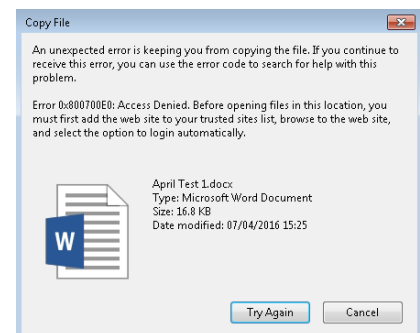 Copy File
An unexpected error is keeping you from copying the file. If you continue to
receive this error, you can use the error code to search for help with this
problem.
Error 0x800700E0: Access Denied. Before opening files in this location, you
must first add the web site to your trusted sites list, browse to the web site,
and select the option to login automatically.
April Test 1.docx
Type: Microsoft Word Document
Size: 16.8 KB
Date modified: 07/04/2016 15:25
W
Try Again Cancel